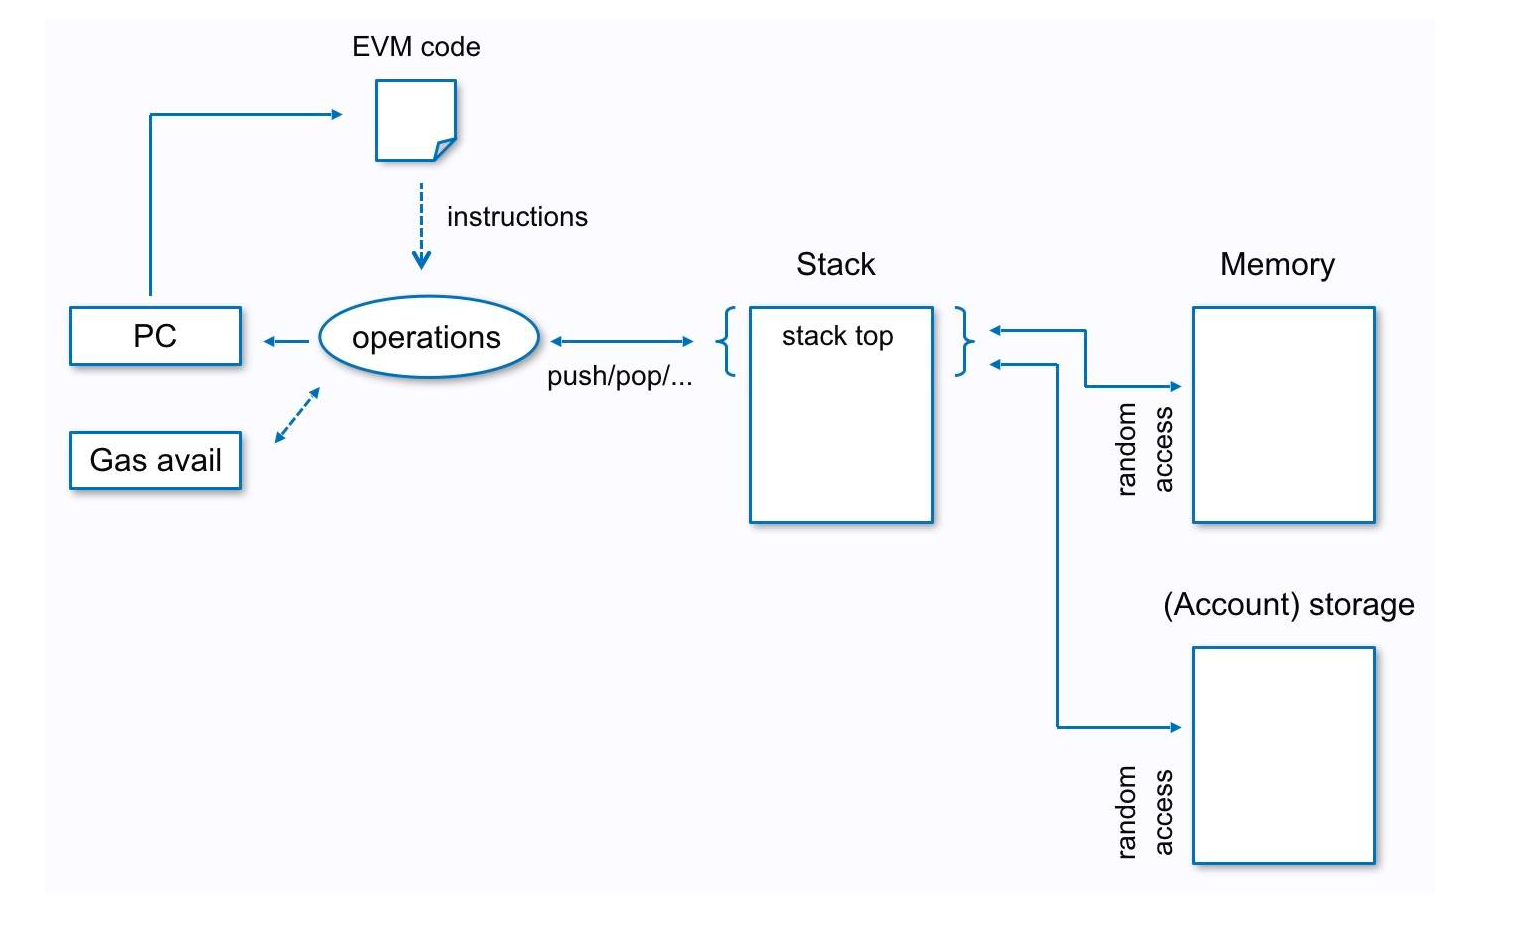 EVM code
instructions
Stack
Memory
PC
operations
stack top
push/pop/...
random
access
Gas avail
(Account) storage
random
access